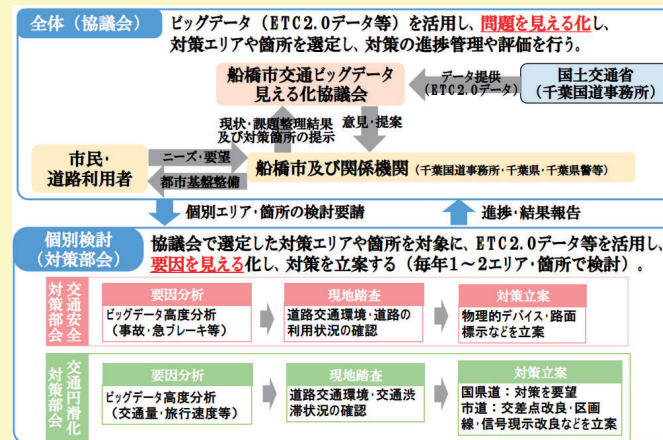 全体（協議会）
ビッグデータ（ETC2.0データ等）を活用し、問題を見える化し、
対策エリアや箇所を選定し、対策の進捗管理や評価を行う。
船橋市交通ビッグデータ
見える化協議会
データ提供
（ETC2.0データ）
国土交通省
（千葉国道事務所）
現状・課題整理結果
及び対策箇所の提示
意見・提案
市民・
道路利用者
ニーズ・要望
都市基盤整備
船橋市及び関係機関（千葉国道事務所・千葉県・千葉県警等）
個別エリア・箇所の検討要請
進捗・結果報告
個別検討
（対策部会）
協議会で選定した対策エリアや箇所を対象に、ETC2.0データ等を活用し、
要因を見える化し、対策を立案する（毎年1～2エリア・箇所で検討）。
交通安全
対策部会
要因分析
ビッグデータ高度分析
（事故・急ブレーキ等）
現地踏査
道路交通環境・道路の
利用状況の確認
対策立案
物理的デバイス・路面
標示などを立案
交通円滑化
対策部会
要因分析
ビッグデータ高度分析
（交通量・旅行速度等）
現地踏査
道路交通環境・交通渋
滞状況の確認
対策立案
国県道：対策を要望
市道：交差点改良・区画
線・信号現示改良などを立案